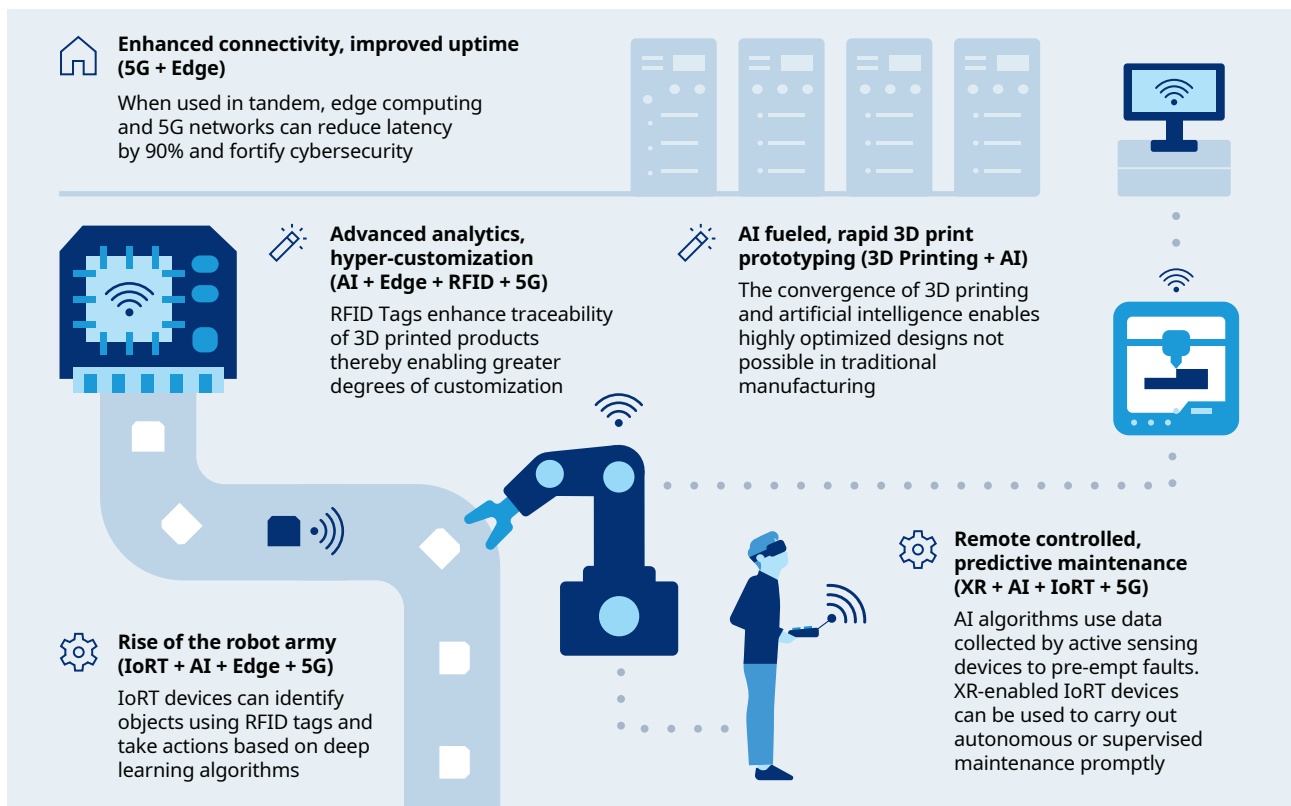 Enhanced connectivity, improved uptime
(5G + Edge)
When used in tandem, edge computing
and 5G networks can reduce latency
by 90% and fortify cybersecurity
Advanced analytics,
hyper-customization
(AI + Edge + RFID + 5G)
RFID Tags enhance traceability
of 3D printed products
thereby enabling greater
degrees of customization
AI fueled, rapid 3D print
prototyping (3D Printing + AI)
The convergence of 3D printing
and artificial intelligence enables
highly optimized designs not
possible in traditional
manufacturing
Rise of the robot army
(IoRT + AI + Edge + 5G)
IoRT devices can identify
objects using RFID tags and
take actions based on deep
learning algorithms
Remote controlled,
predictive maintenance
(XR + AI + IoRT + 5G)
AI algorithms use data
collected by active sensing
devices to pre-empt faults.
XR-enabled IoRT devices
can be used to carry out
autonomous or supervised
maintenance promptly